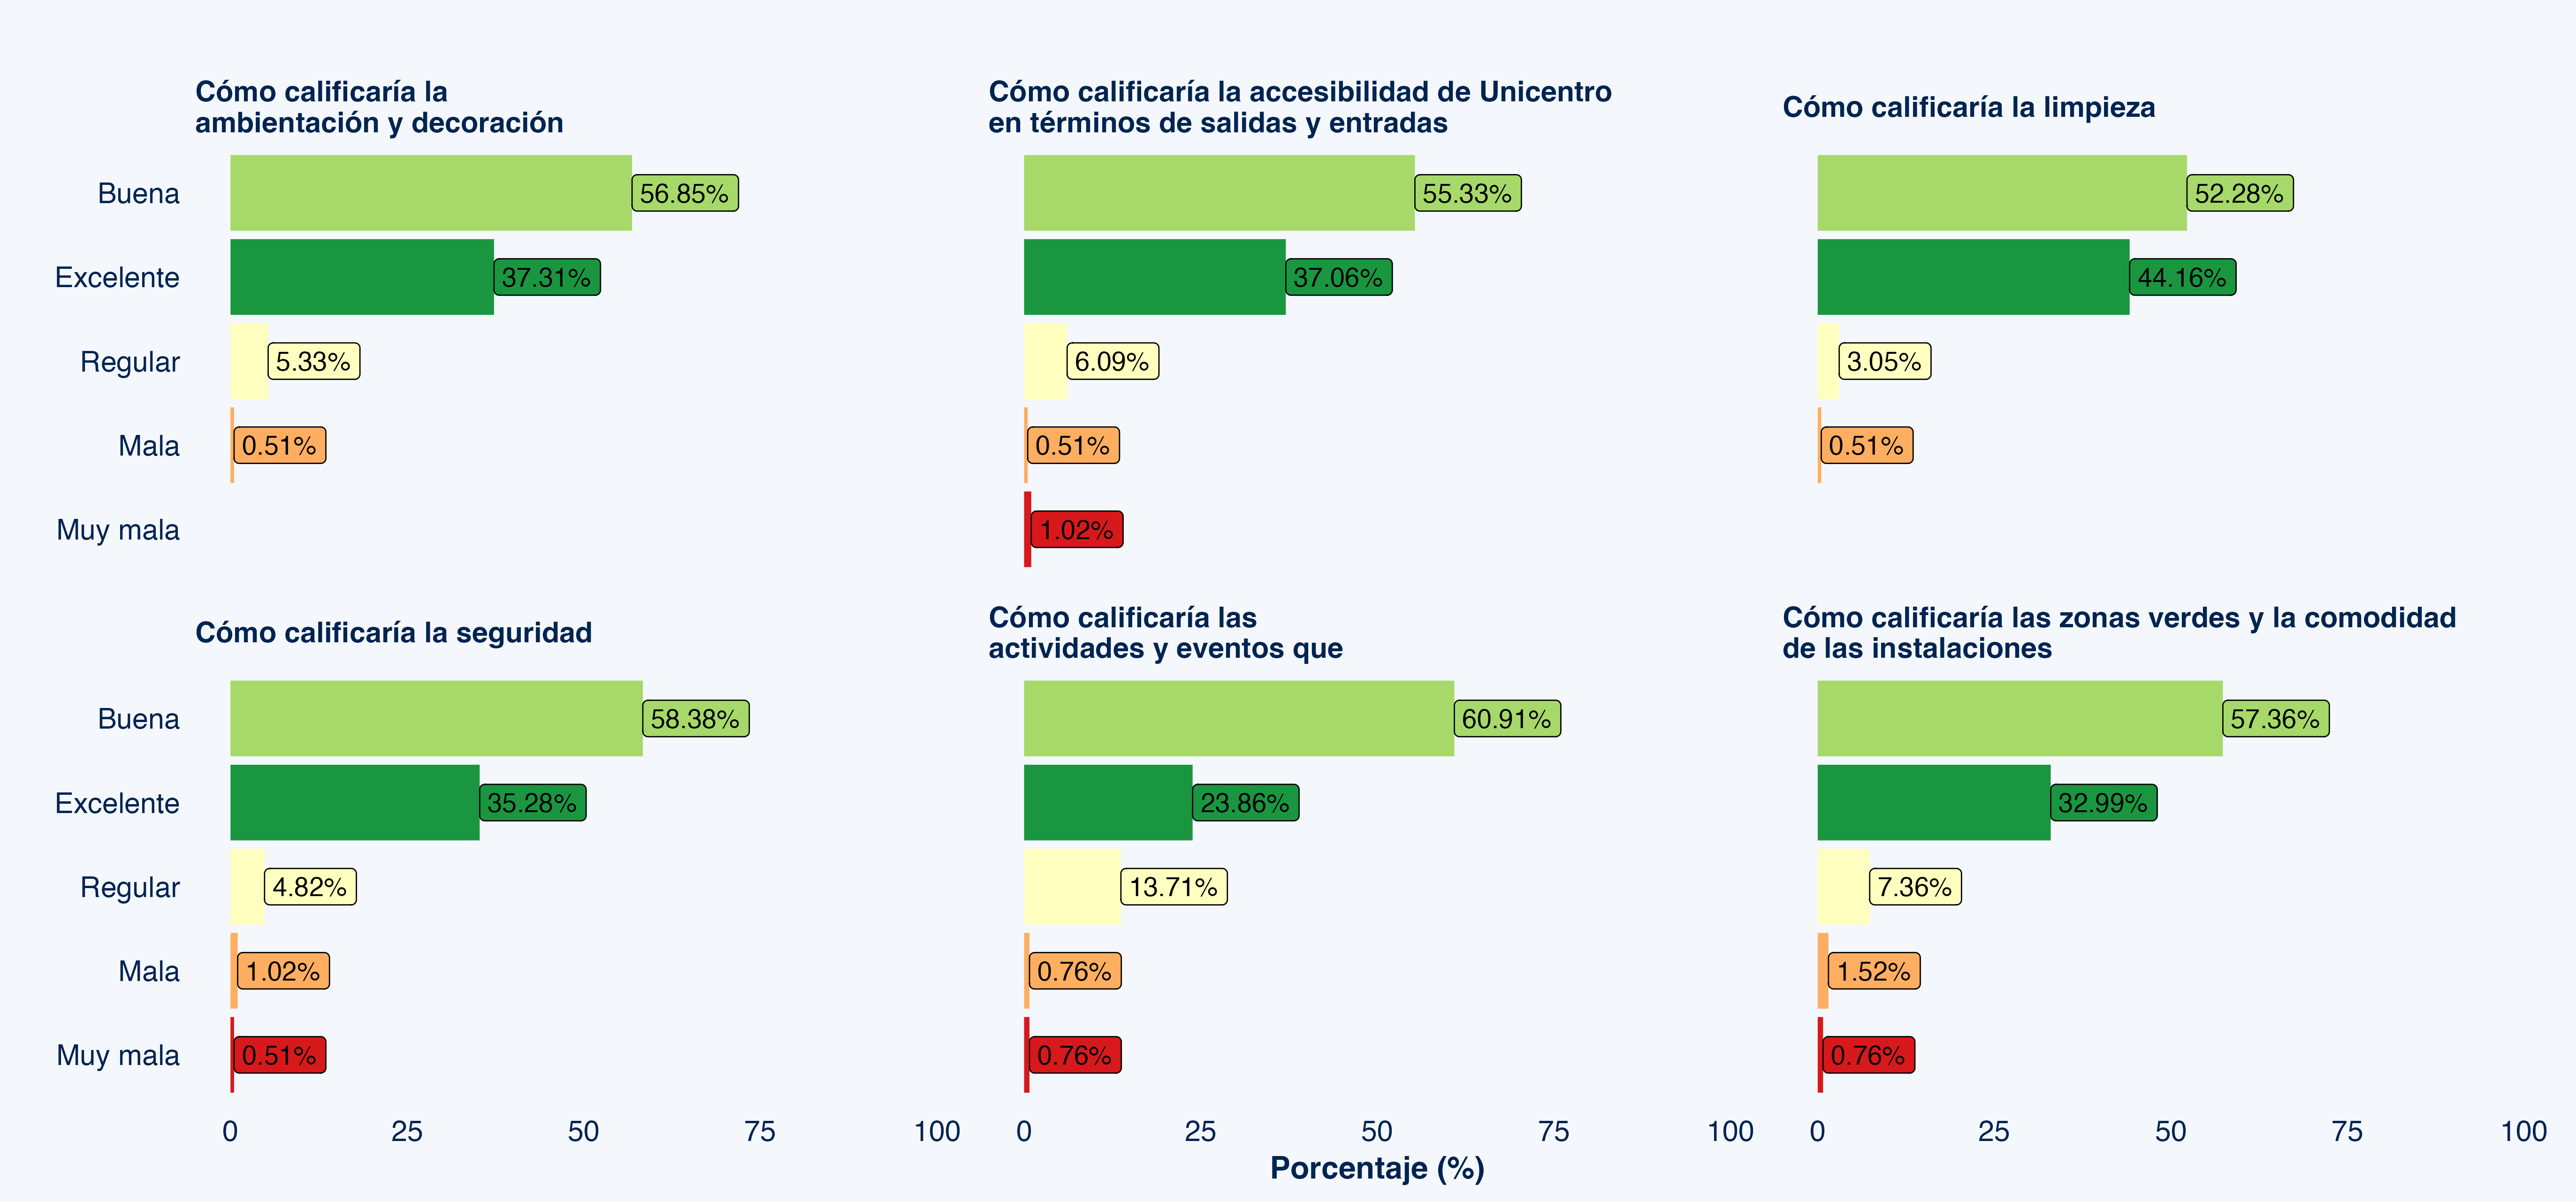 Cómo calificaría la
ambientación y decoración
Buena
56.85%
Excelente
37.31%
Regular
5.33%
Mala
0.51%
Muy mala
Cómo calificaría la accesibilidad de Unicentro
en términos de salidas y entradas
55.33%
37.06%
6.09%
0.51%
1.02%
Cómo calificaría la limpieza
52.28%
44.16%
3.05%
0.51%
Cómo calificaría la seguridad
Buena
58.38%
Excelente
35.28%
Regular
4.82%
Mala
1.02%
Muy mala
0.51%
0 25 50 75 100
Cómo calificaría las
actividades y eventos que
60.91%
23.86%
13.71%
0.76%
0.76%
0 25 50 75 100
Cómo calificaría las zonas verdes y la comodidad
de las instalaciones
57.36%
32.99%
7.36%
1.52%
0.76%
0 25 50 75 100
Porcentaje (%)